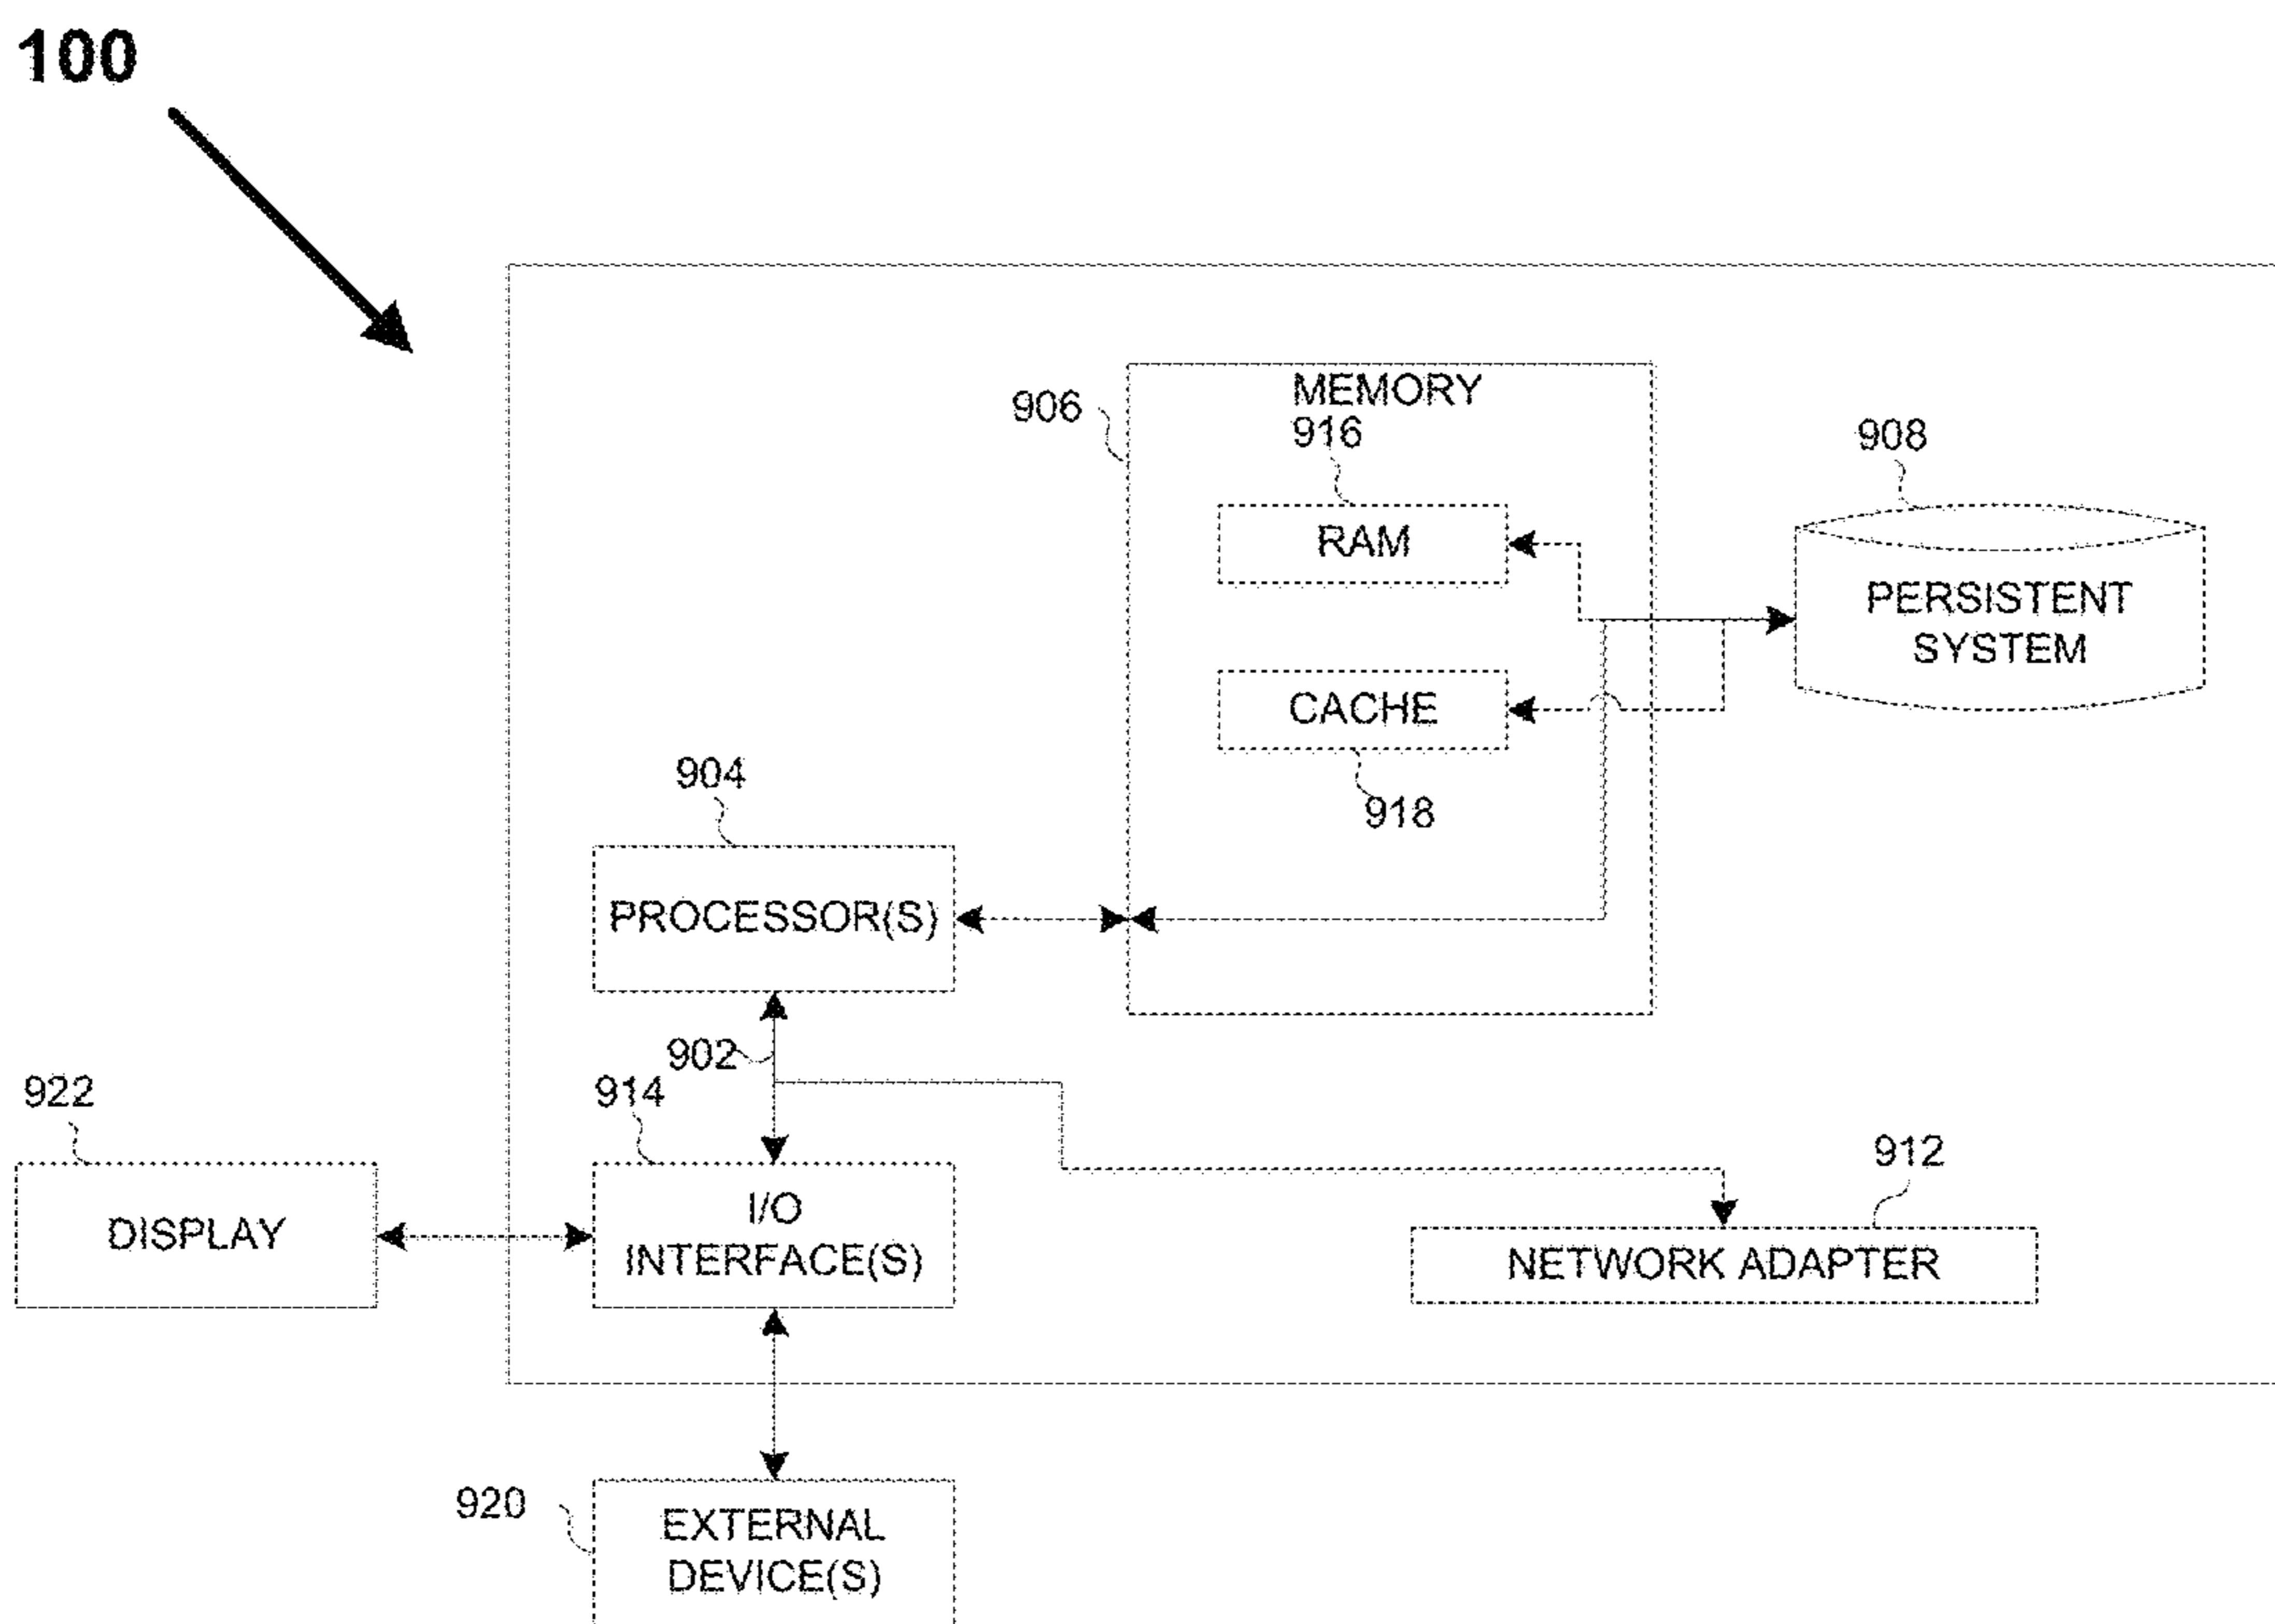 100
906
MEMORY
916
908
RAM
PERSISTENT
SYSTEM
CACHE
918
904
PROCESSOR(S)
902
922
914
912
DISPLAY
I/O
INTERFACE(S)
NETWORK ADAPTER
920
EXTERNAL
DEVICE(S)